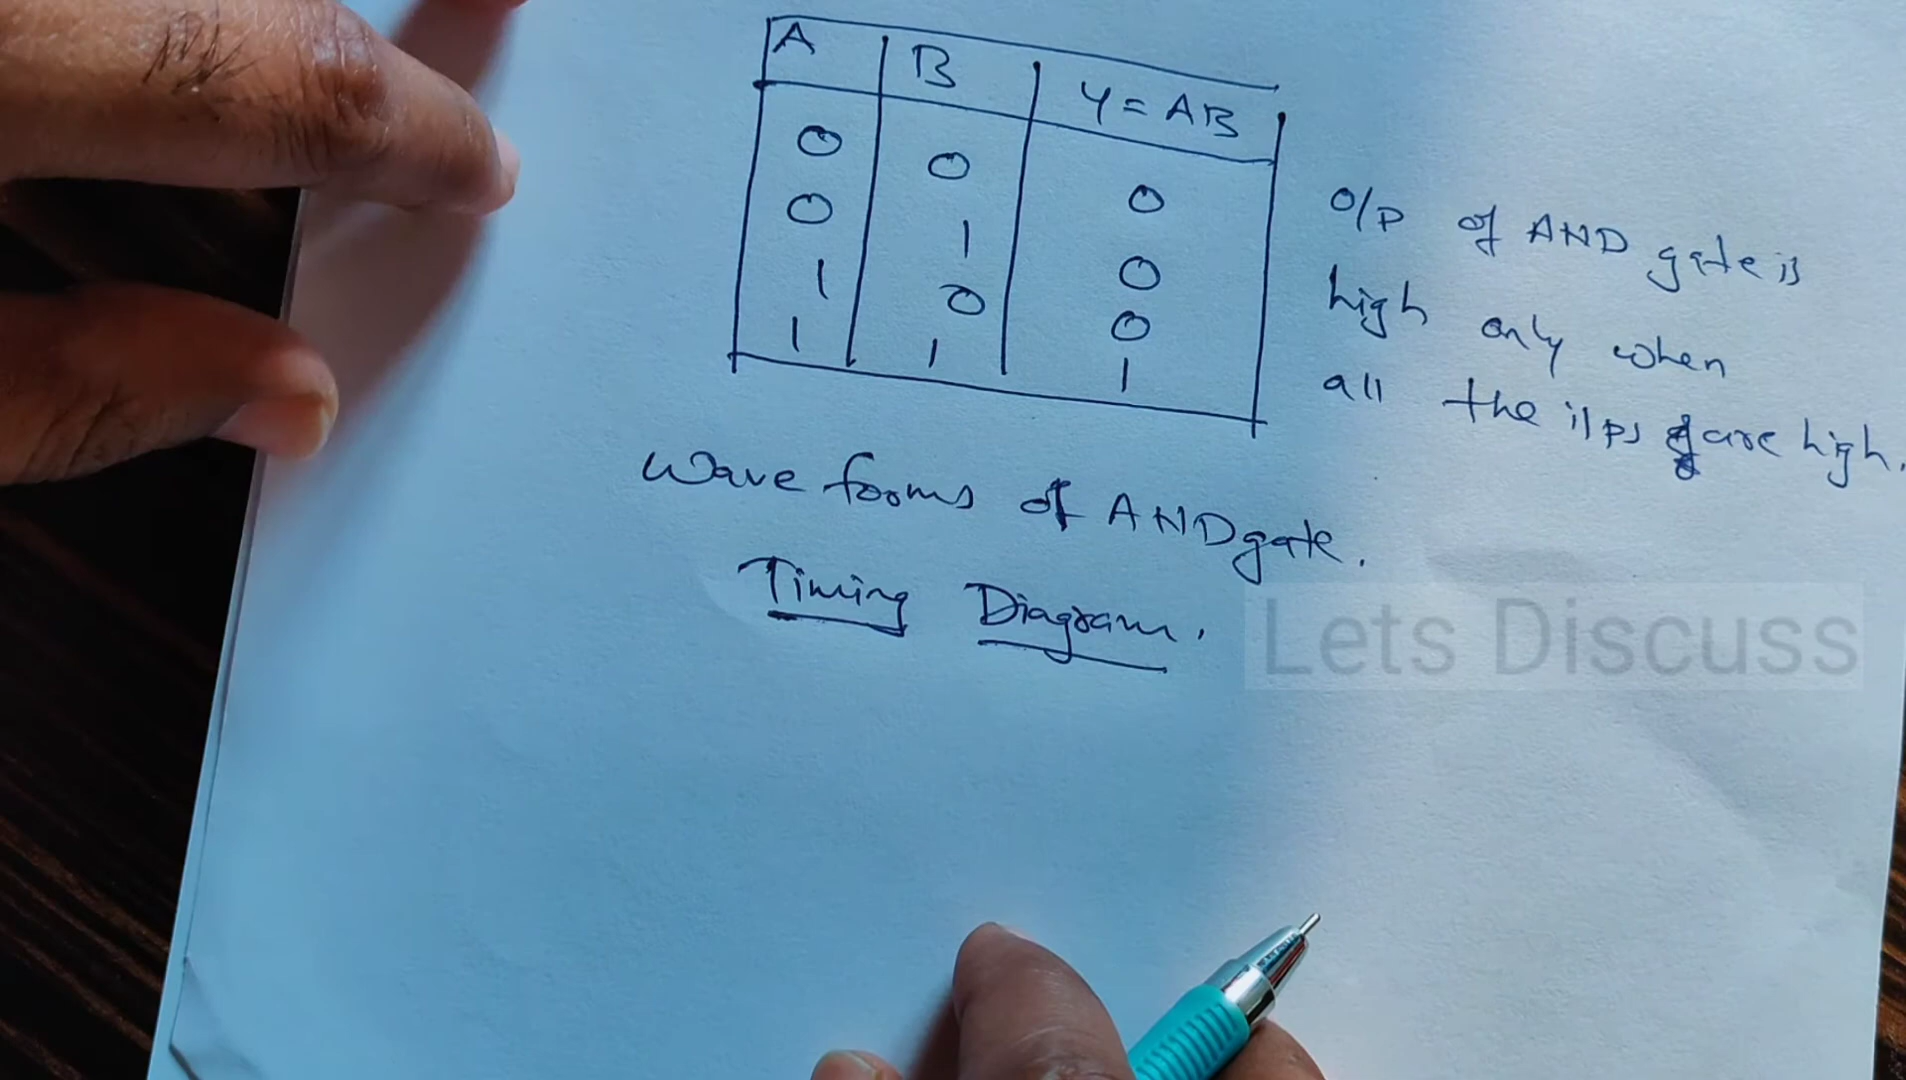 A B Y=AB
0 0 0
0 1 0
1 0 0
1 1 1
O/P of AND gate is
high only when
all the i/ps are high.
Wave forms of AND gate.
Timing Diagram.
Lets Discuss